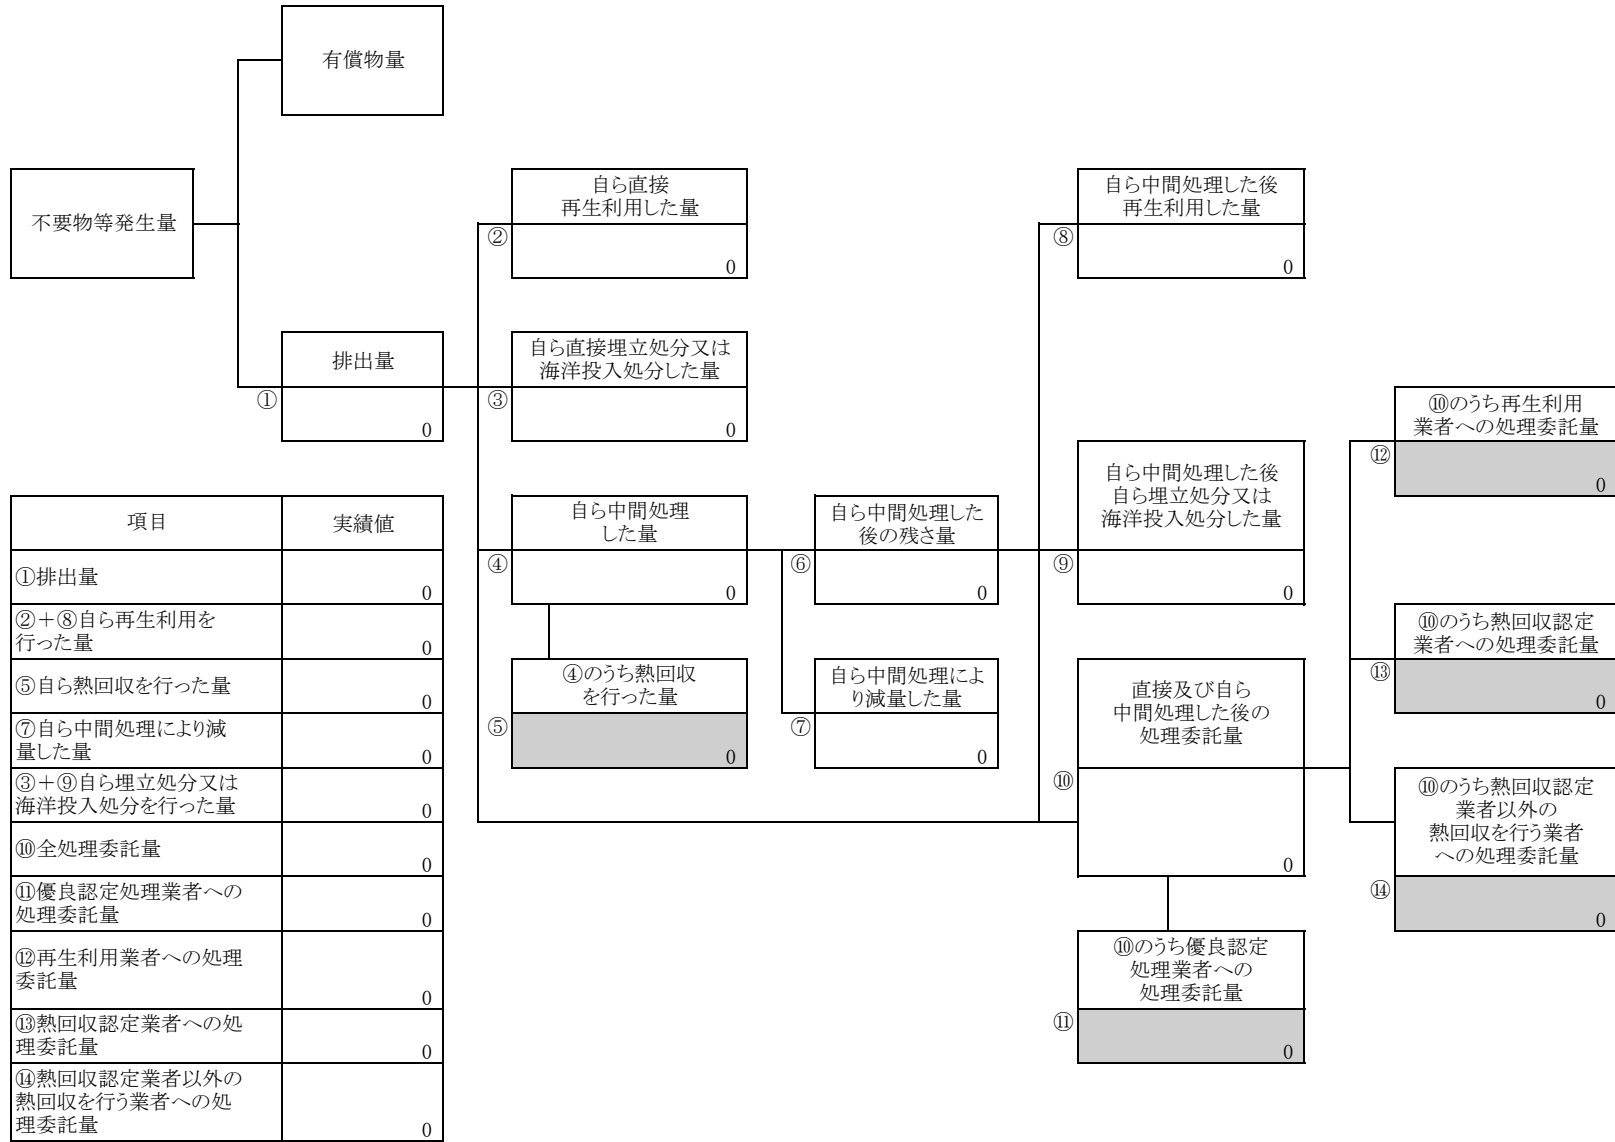 有償物量
不要物等発生量
自ら直接
再生利用した量
②
0
自ら中間処理した後
再生利用した量
⑧
0
排出量
①
0
自ら直接埋立処分又は
海洋投入処分した量
③
0
⑩のうち再生利用
業者への処理委託量
⑫
0
自ら中間処理した後
自ら埋立処分又は
海洋投入処分した量
⑨
0
自ら中間処理
した量
④
0
自ら中間処理した
後の残さ量
⑥
0
⑩のうち熱回収認定
業者への処理委託量
⑬
0
④のうち熱回収
を行った量
⑤
0
自ら中間処理によ
り減量した量
⑦
0
直接及び自ら
中間処理した後の
処理委託量
⑩
0
⑩のうち熱回収認定
業者以外の
熱回収を行う業者
への処理委託量
⑭
0
⑩のうち優良認定
処理業者への
処理委託量
⑪
0
項目 実績値
①排出量
0
②+⑧自ら再生利用を
行った量 0
⑤自ら熱回収を行った量
0
⑦自ら中間処理により減
量した量 0
③+⑨自ら埋立処分又は
海洋投入処分を行った量 0
⑩全処理委託量
0
⑪優良認定処理業者への
処理委託量 0
⑫再生利用業者への処理
委託量
0
⑬熱回収認定業者への処
理委託量 0
⑭熱回収認定業者以外の
熱回収を行う業者への処
理委託量 0